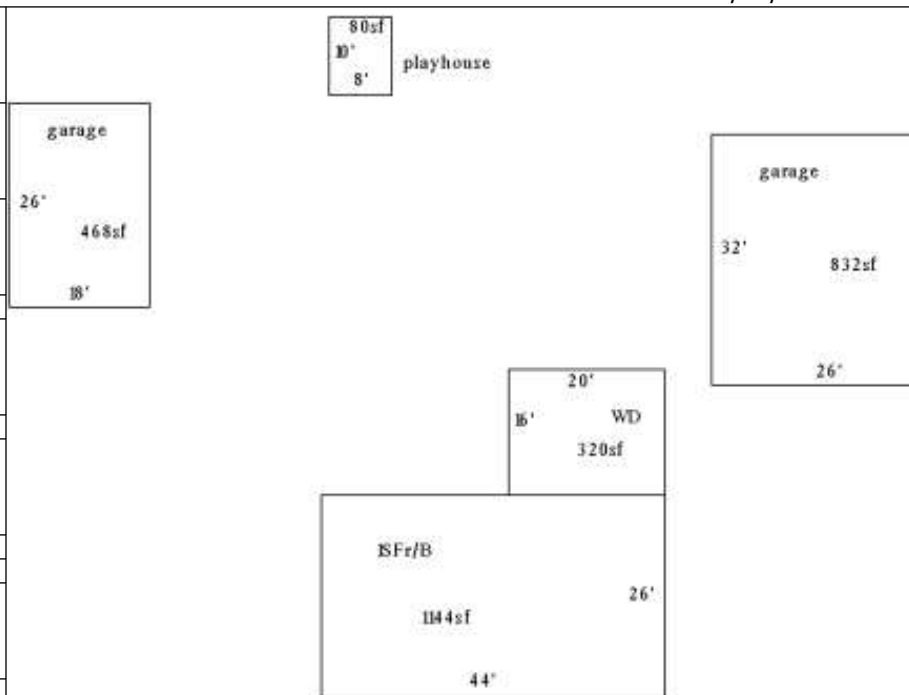 80sf
10'
8'
playhouse
garage
26'
468sf
18'
garage
32'
832sf
26'
20'
16'
WD
320sf
1SFr/B
26'
1144sf
44'